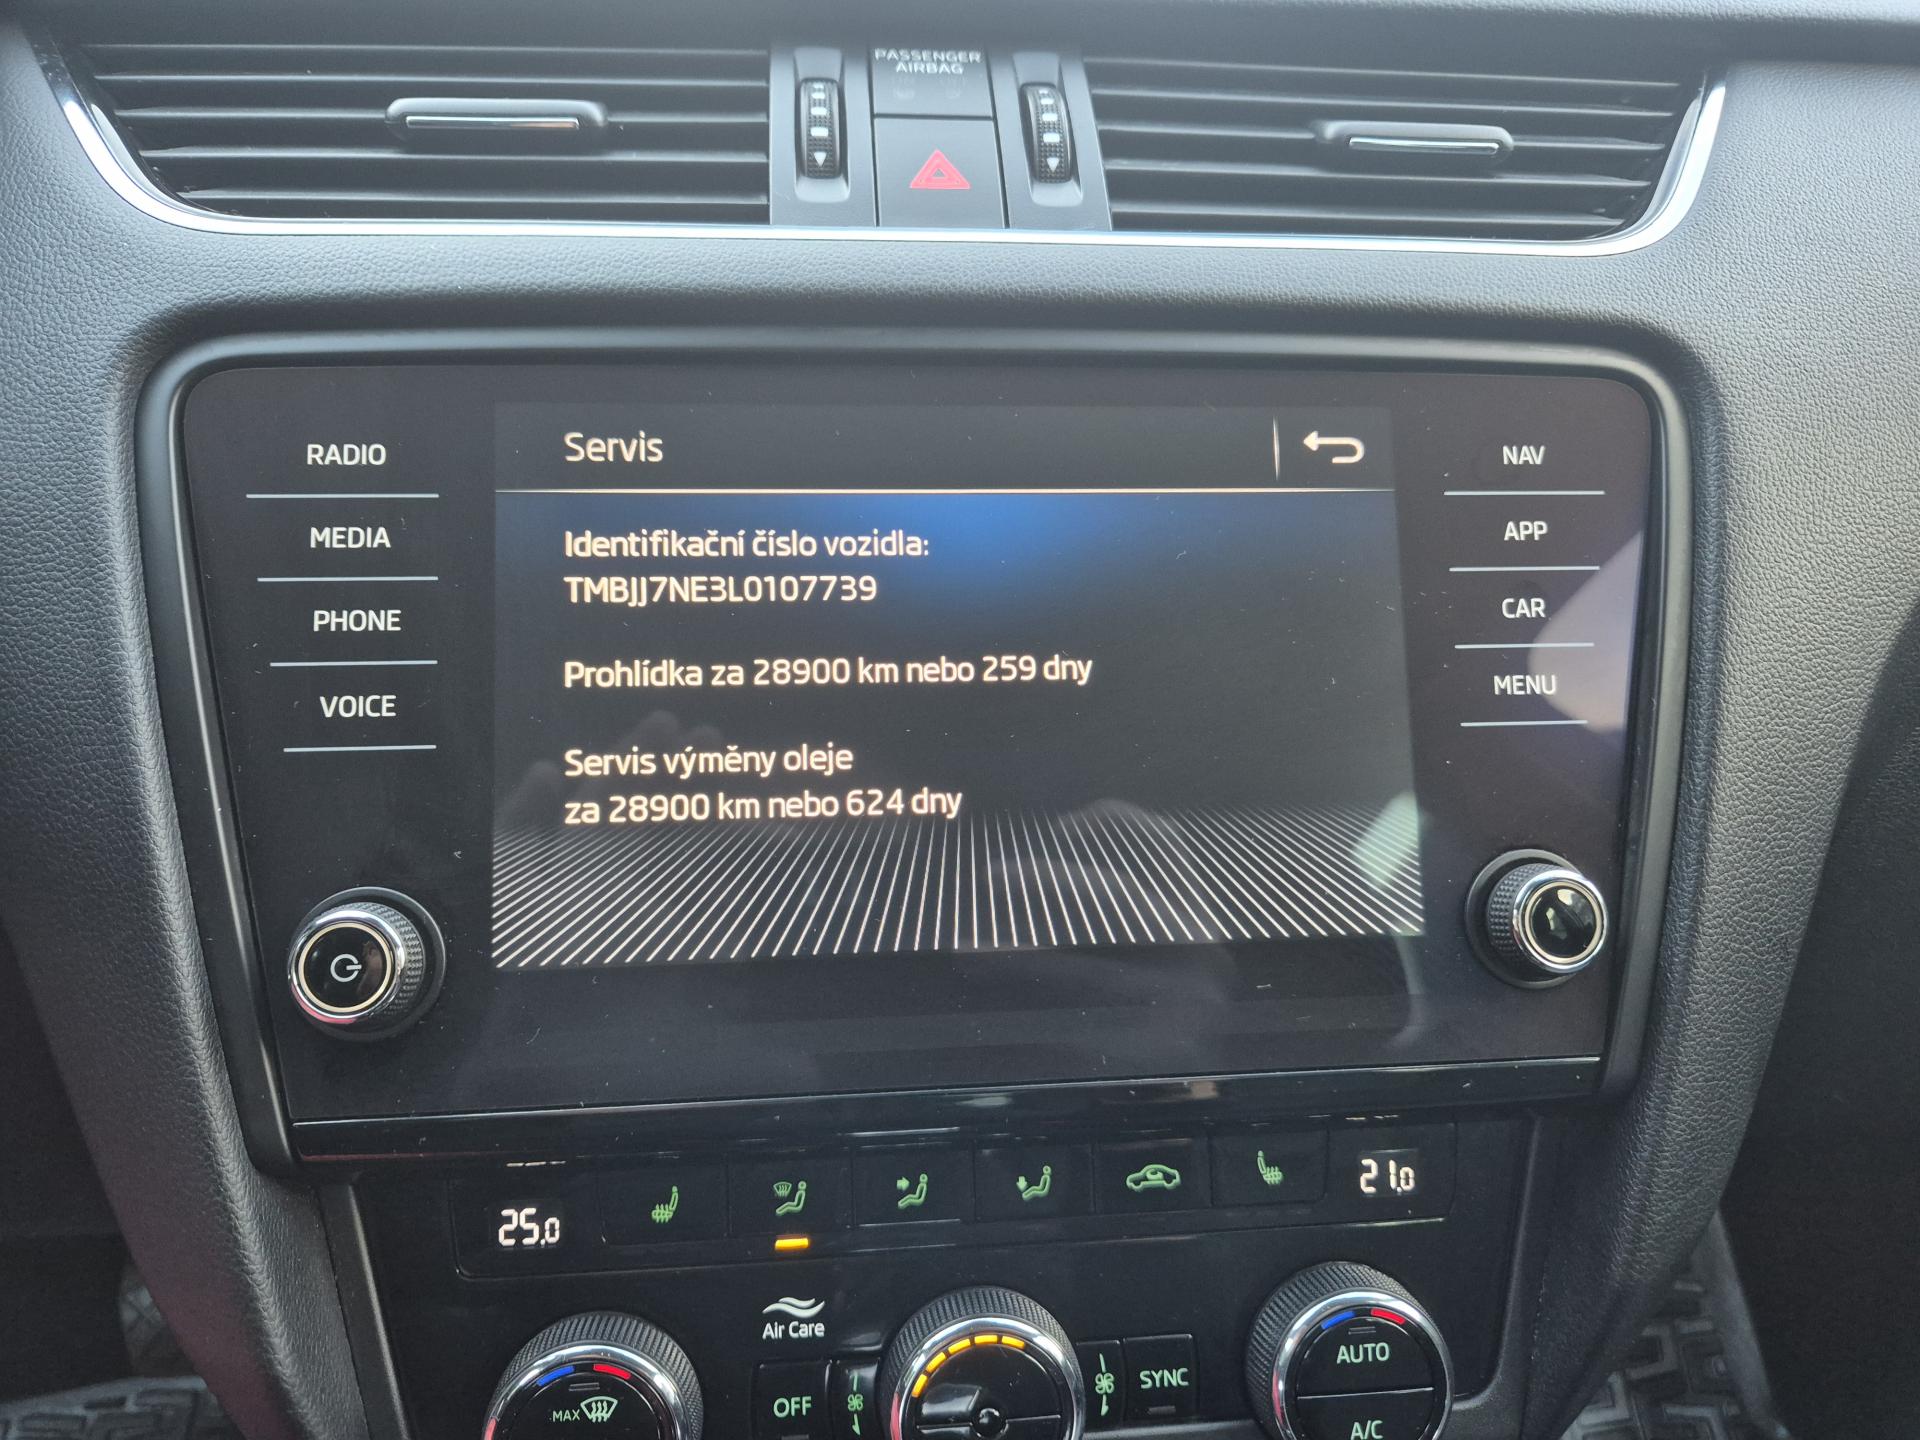 PASSENGER
AIRBAG
Servis
RADIO
MEDIA
PHONE
VOICE
Identifikační číslo vozidla:
TMBJJ7NE3L0107739
Prohlídka za 28900 km nebo 259 dny
Servis výměny oleje
za 28900 km nebo 624 dny
NAV
APP
CAR
MENU
25.0
21.0
Air Care
MAX
OFF
SYNC
AUTO
A/C